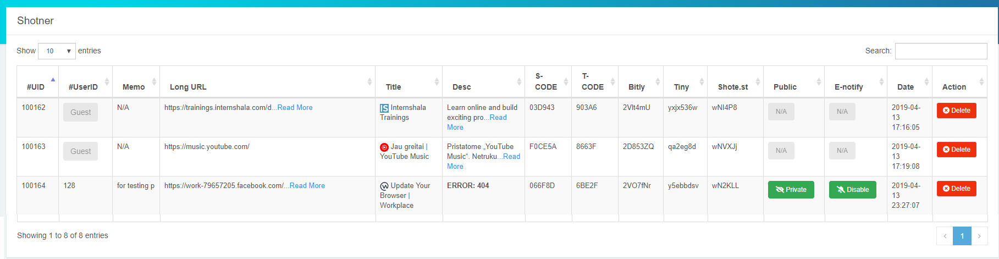 Shotner
Show 10 entries
Search:
#UID #UserID Memo Long URL Title Desc S-CODE T-CODE Bitly Tiny Shote.st Public E-notify Date Action
100162 Guest N/A https://trainings.internshala.com/d...Read More Internshala Trainings Learn online and build exciting pro...Read More 03D943 903A6 2Vlt4mU yxjx536w wNI4P8 N/A N/A 2019-04-13 17:16:05 Delete
100163 Guest N/A https://music.youtube.com/ Jau greitai | YouTube Music Pristatome „YouTube Music“. Netruku...Read More F0CE5A 8663F 2D853ZQ qa2eg8d wNVXJj N/A N/A 2019-04-13 17:19:08 Delete
100164 128 for testing p https://work-79657205.facebook.com/...Read More Update Your Browser | Workplace ERROR: 404 066F8D 6BE2F 2VO7fNr y5ebbdsv wN2KLL Private Disable 2019-04-13 23:27:07 Delete
Showing 1 to 8 of 8 entries
‹ 1 ›